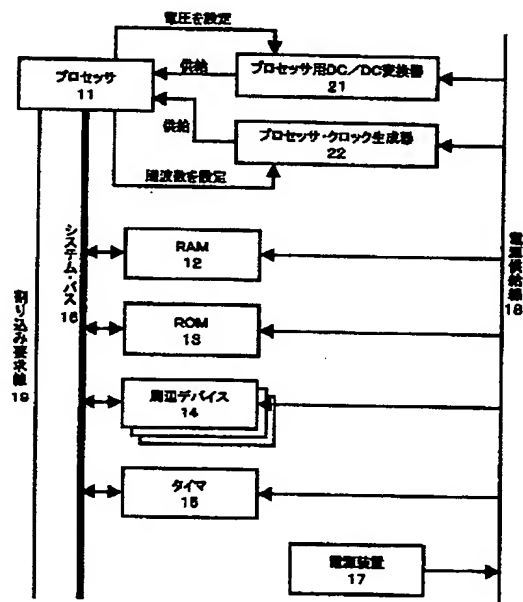 電圧を設定
プロセッサ
11
供給
プロセッサ用DC/DC変換器
21
供給
プロセッサ・クロック生成器
22
周波数を設定
システム・バス
16
割り込み要求線
19
電源供給線
18
RAM
12
ROM
13
周辺デバイス
14
タイマ
15
電源装置
17